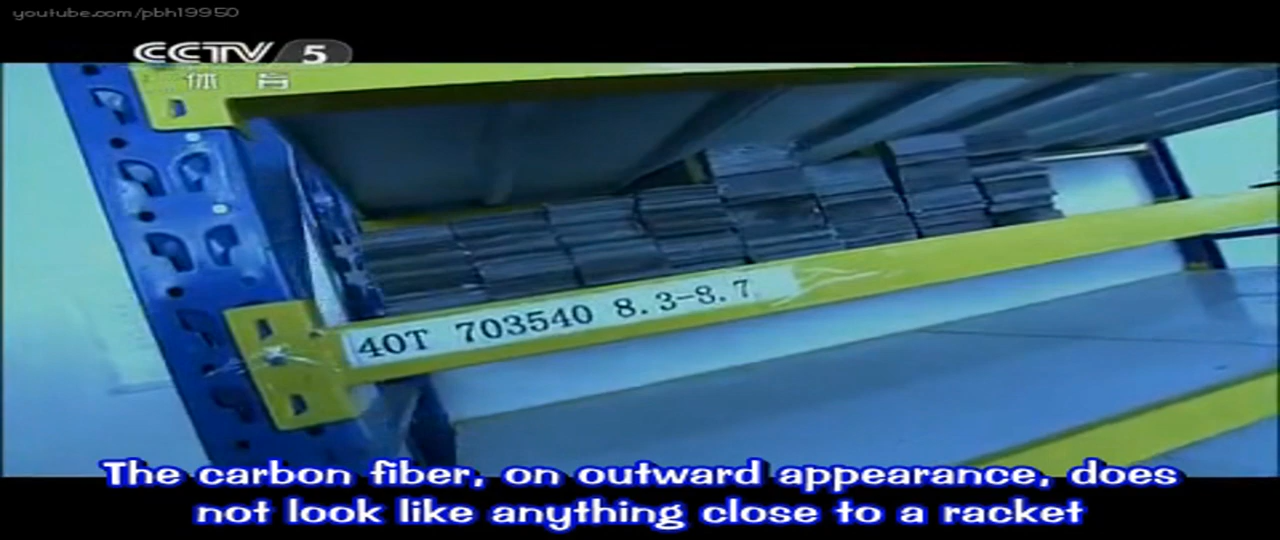 youtube.com/pbh19950
CCTV 5
体育
40T 703540 8.3-8.7
The carbon fiber, on outward appearance, does
not look like anything close to a racket